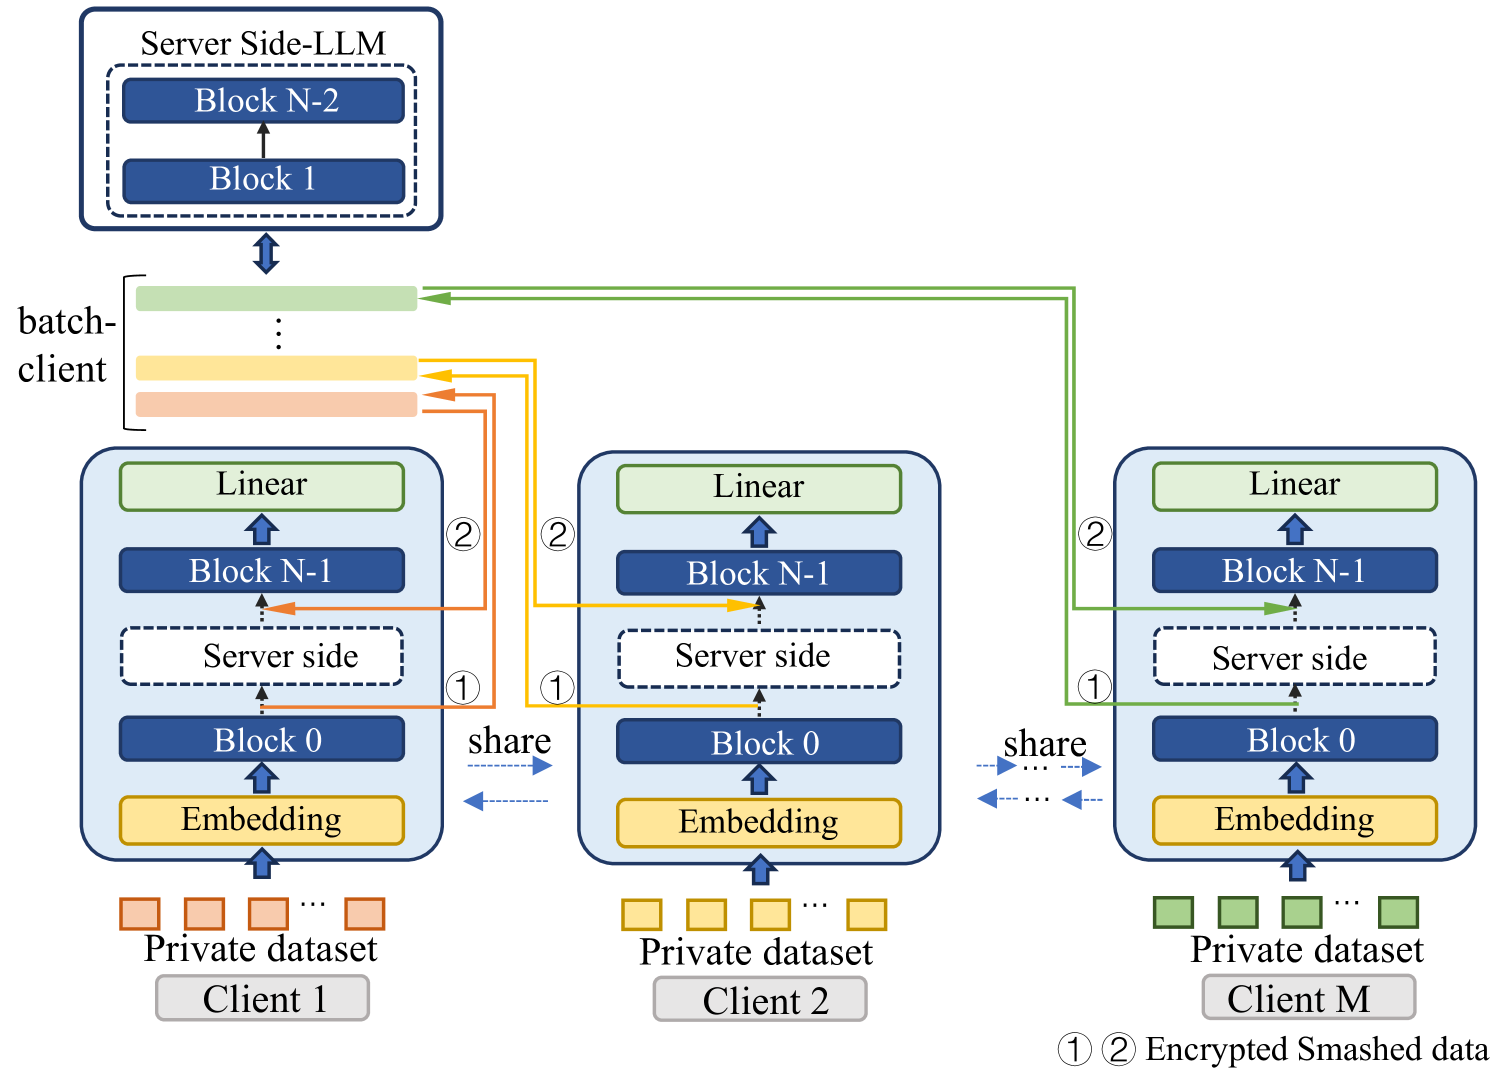 Server Side-LLM
Block N-2
Block 1
batch-
client
Linear
Block N-1
Server side
Block 0
Embedding
Private dataset
Client 1
②
①
share
②
①
Linear
Block N-1
Server side
Block 0
Embedding
Private dataset
Client 2
share
②
①
Linear
Block N-1
Server side
Block 0
Embedding
Private dataset
Client M
① ② Encrypted Smashed data